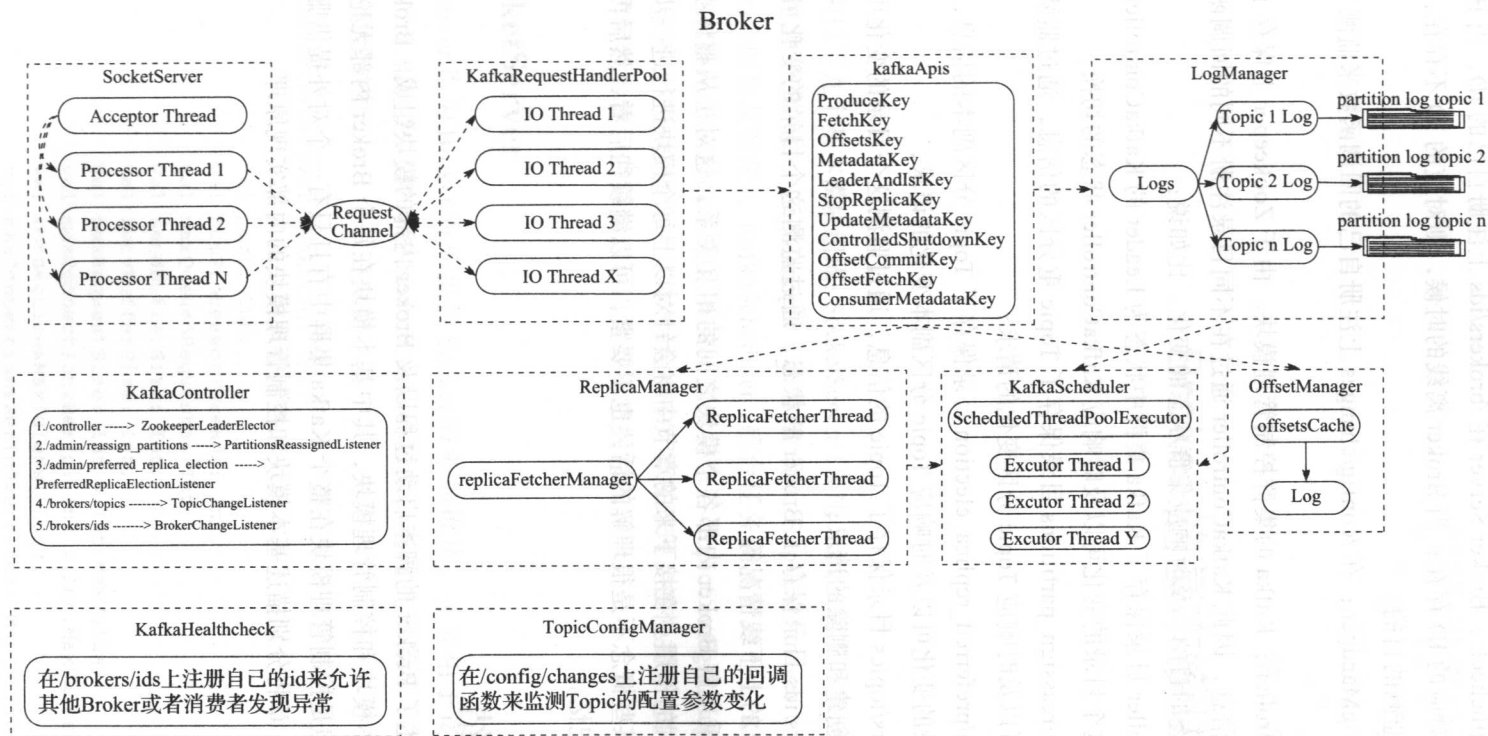 Broker
SocketServer
Acceptor Thread
Processor Thread 1
Processor Thread 2
Processor Thread N
Request
Channel
KafkaRequestHandlerPool
IO Thread 1
IO Thread 2
IO Thread 3
IO Thread X
kafkaApis
ProduceKey
FetchKey
OffsetsKey
MetadataKey
LeaderAndIsrKey
StopReplicaKey
UpdateMetadataKey
ControlledShutdownKey
OffsetCommitKey
OffsetFetchKey
ConsumerMetadataKey
LogManager
Logs
Topic 1 Log
Topic 2 Log
Topic n Log
partition log topic 1
partition log topic 2
partition log topic n
KafkaController
1./controller -----> ZookeeperLeaderElector
2./admin/reassign_partitions -----> PartitionsReassignedListener
3./admin/preferred_replica_election ----->
PreferredReplicaElectionListener
4./brokers/topics -------> TopicChangeListener
5./brokers/ids -------> BrokerChangeListener
ReplicaManager
replicaFetcherManager
ReplicaFetcherThread
ReplicaFetcherThread
ReplicaFetcherThread
KafkaScheduler
ScheduledThreadPoolExecutor
Excutor Thread 1
Excutor Thread 2
Excutor Thread Y
OffsetManager
offsetsCache
Log
KafkaHealthcheck
在/brokers/ids上注册自己的id来允许
其他Broker或者消费者发现异常
TopicConfigManager
在/config/changes上注册自己的回调
函数来监测Topic的配置参数变化